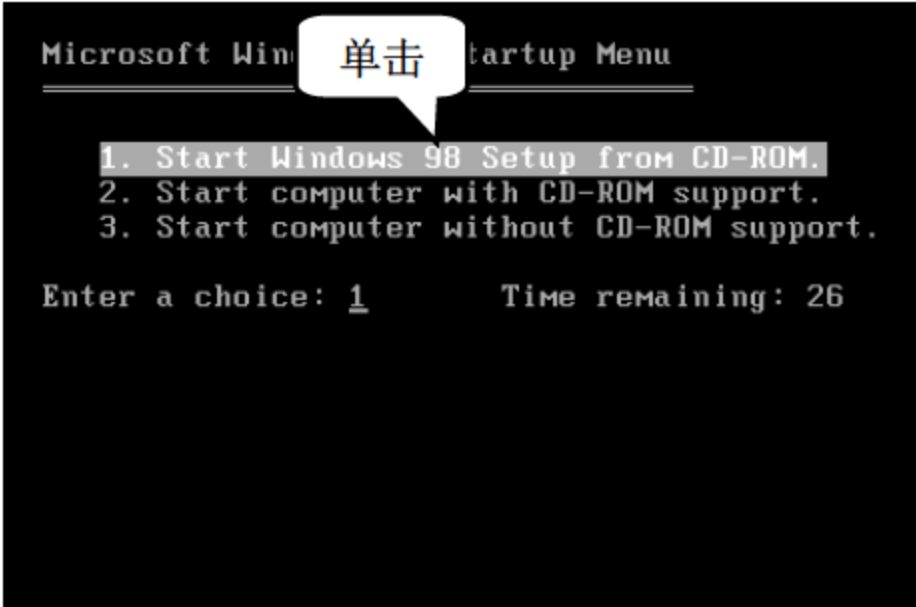 Microsoft Win tartup Menu
单击
1. Start Windows 98 Setup from CD-ROM.
2. Start computer with CD-ROM support.
3. Start computer without CD-ROM support.
Enter a choice: 1 Time remaining: 26